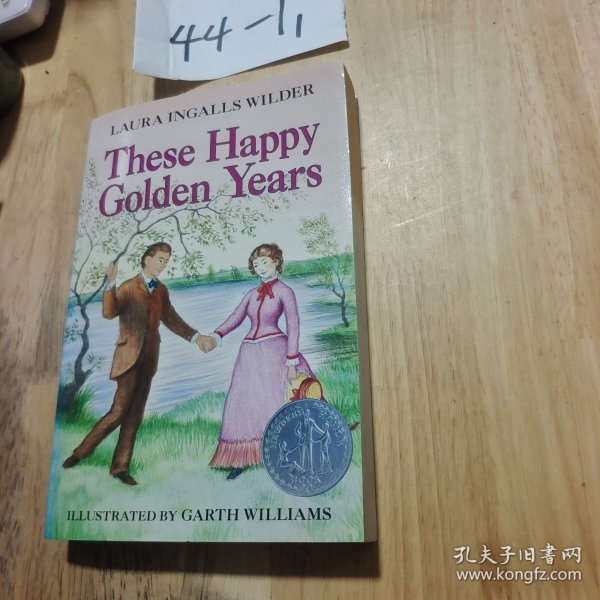 44-11
LAURA INGALLS WILDER
These Happy
Golden Years
ILLUSTRATED BY GARTH WILLIAMS
孔夫子旧书网
www.kongfz.com